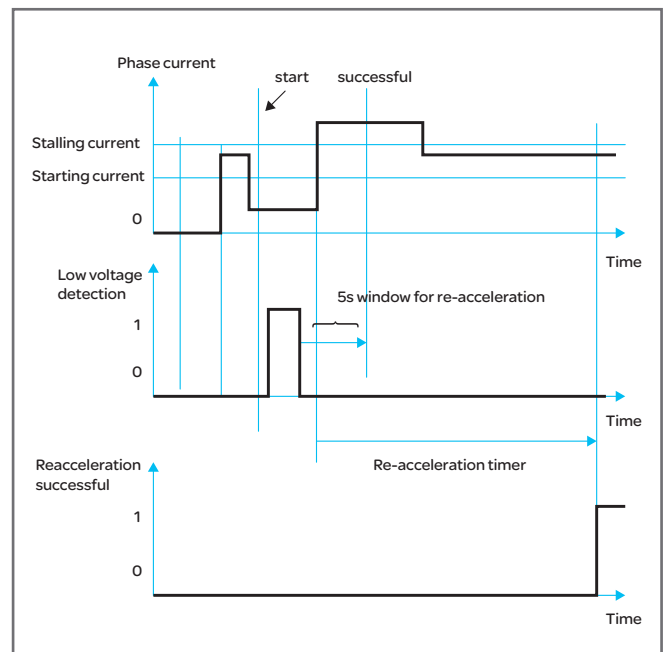 Phase current
start successful
Stalling current
Starting current
0
Time
Low voltage
detection
5s window for re-acceleration
1
0
Time
Reacceleration
successful
Re-acceleration timer
1
0
Time